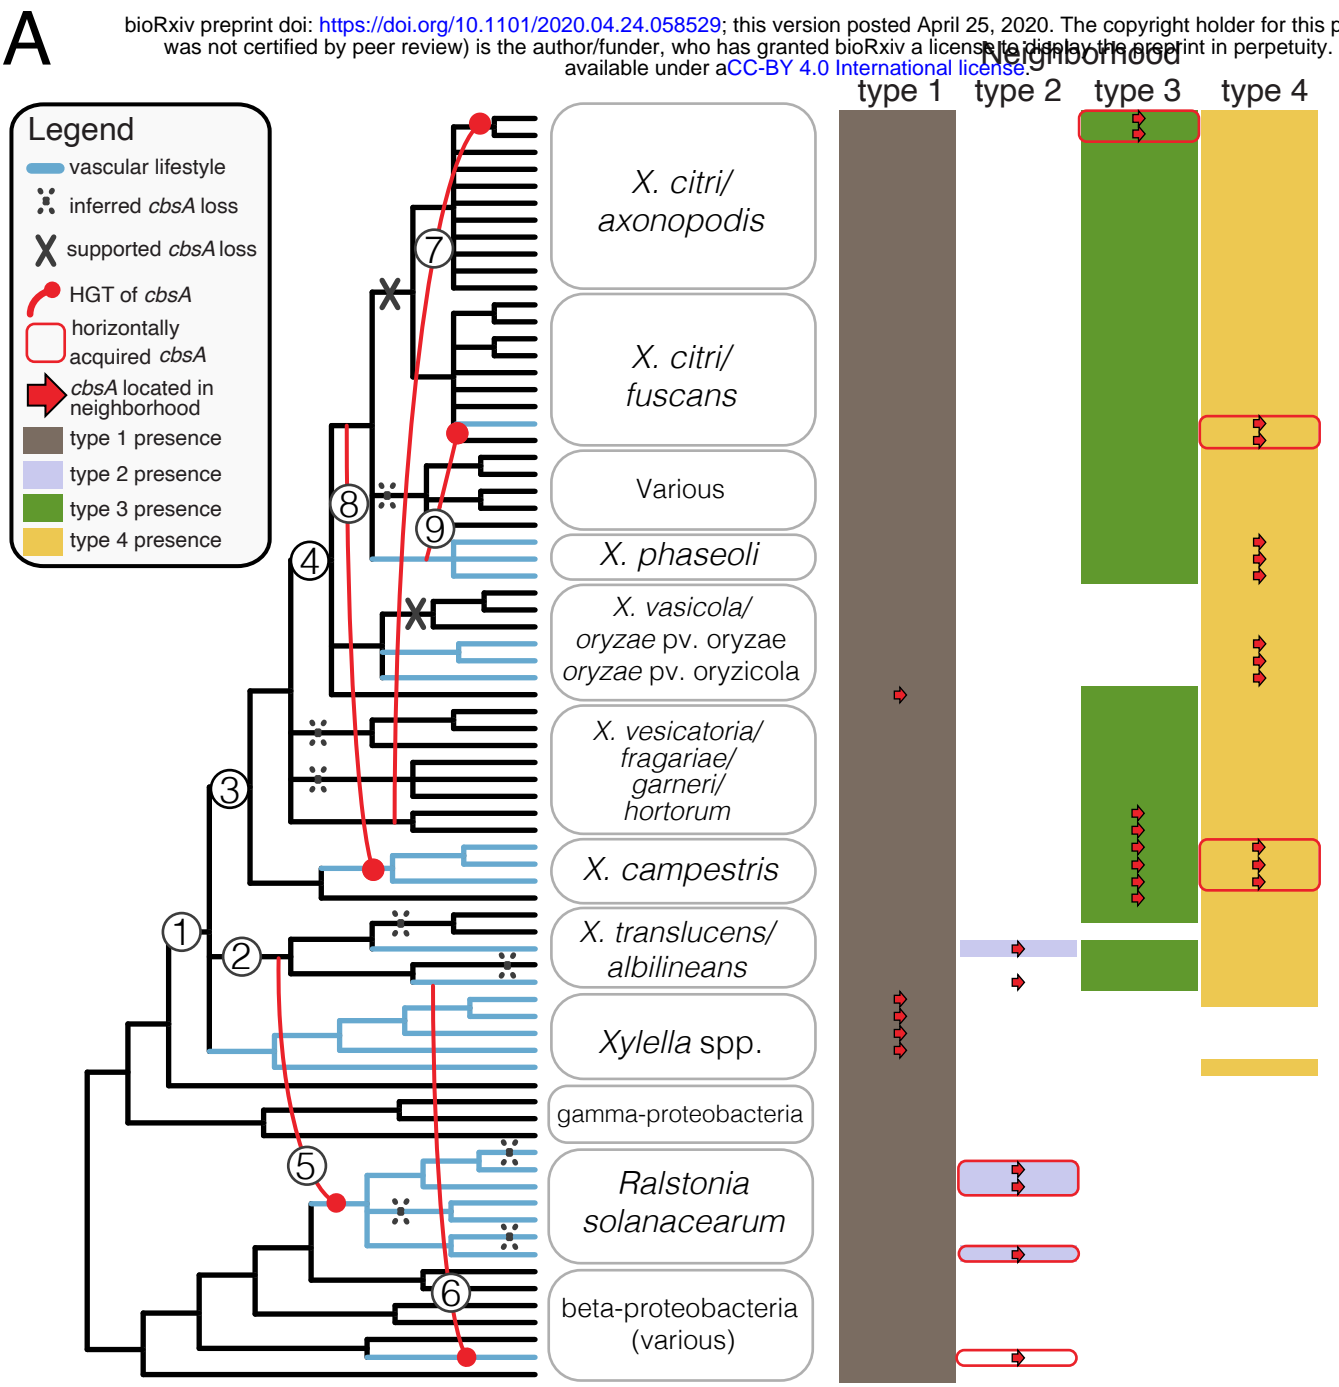 A
bioRxiv preprint doi: https://doi.org/10.1101/2020.04.24.058529; this version posted April 25, 2020. The copyright holder for this p
was not certified by peer review) is the author/funder, who has granted bioRxiv a license to display the preprint in perpetuity.
available under aCC-BY 4.0 International license.
Neighborhood
type 1 type 2 type 3 type 4
Legend
vascular lifestyle
inferred cbsA loss
supported cbsA loss
HGT of cbsA
horizontally
acquired cbsA
cbsA located in
neighborhood
type 1 presence
type 2 presence
type 3 presence
type 4 presence
X. citri/
axonopodis
7
X. citri/
fuscans
8
Various
9
X. phaseoli
4
X. vasicola/
oryzae pv. oryzae
oryzae pv. oryzicola
X. vesicatoria/
fragariae/
garneri/
hortorum
3
X. campestris
1
2
X. translucens/
albilineans
Xylella spp.
gamma-proteobacteria
5
Ralstonia
solanacearum
6
beta-proteobacteria
(various)